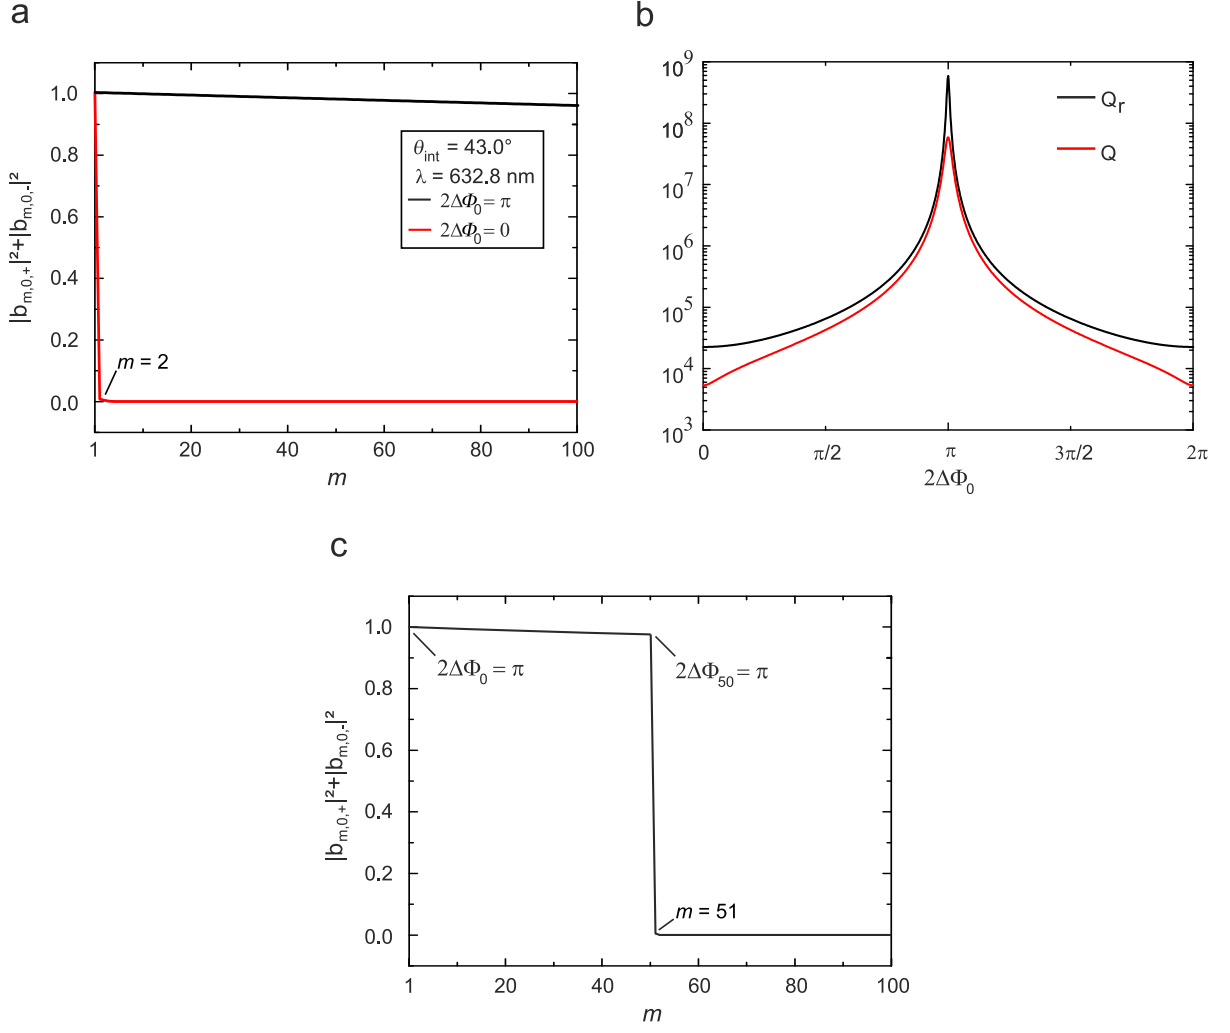 a
|b_{m,0,+}|²+|b_{m,0,-}|²
1.0
0.8
0.6
0.4
0.2
0.0
θ_int = 43.0°
λ = 632.8 nm
2ΔΦ_0 = π
2ΔΦ_0 = 0
m = 2
1 20 40 60 80 100
m
b
10^9
10^8
10^7
10^6
10^5
10^4
10^3
Q_r
Q
0 π/2 π 3π/2 2π
2ΔΦ_0
c
|b_{m,0,+}|²+|b_{m,0,-}|²
1.0
0.8
0.6
0.4
0.2
0.0
2ΔΦ_0 = π
2ΔΦ_50 = π
m = 51
1 20 40 60 80 100
m